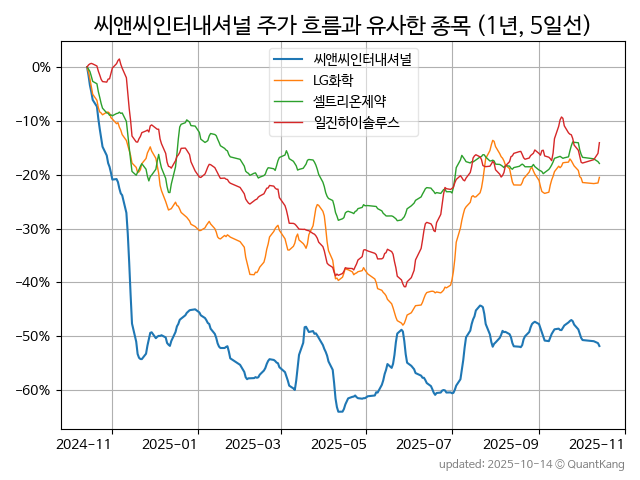 씨앤씨인터내셔널 주가 흐름과 유사한 종목 (1년, 5일선)
씨앤씨인터내셔널
LG화학
셀트리온제약
일진하이솔루스
0%
−10%
−20%
−30%
−40%
−50%
−60%
2024-11
2025-01
2025-03
2025-05
2025-07
2025-09
2025-11
updated: 2025-10-14 © QuantKang